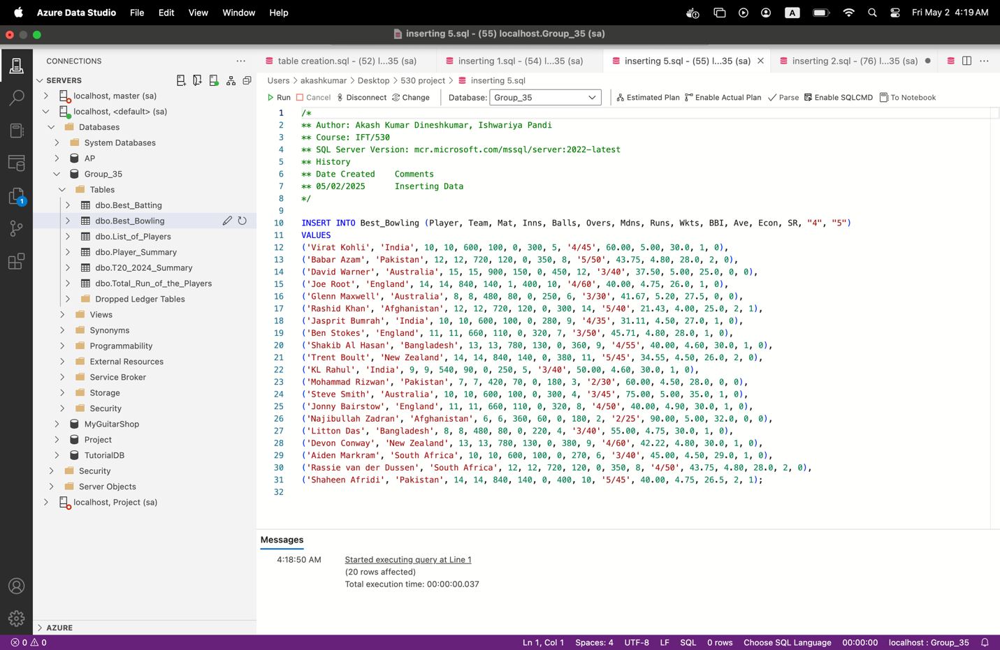 Azure Data Studio File Edit View Window Help A Fri May 2 4:19 AM
inserting 5.sql - (55) localhost.Group_35 (sa)
CONNECTIONS
SERVERS
localhost, master (sa)
localhost, <default> (sa)
Databases
System Databases
AP
Group_35
Tables
dbo.Best_Batting
dbo.Best_Bowling
dbo.List_of_Players
dbo.Player_Summary
dbo.T20_2024_Summary
dbo.Total_Run_of_the_Players
Dropped Ledger Tables
Views
Synonyms
Programmability
External Resources
Service Broker
Storage
Security
MyGuitarShop
Project
TutorialDB
Security
Server Objects
localhost, Project (sa)
AZURE
1
table creation.sql - (52) l...35 (sa) inserting 1.sql - (54) l...35 (sa) inserting 5.sql - (55) l...35 (sa) inserting 2.sql - (76) l...35 (sa)
Users > akashkumar > Desktop > 530 project > inserting 5.sql
Run Cancel Disconnect Change Database: Group_35 Estimated Plan Enable Actual Plan Parse Enable SQLCMD To Notebook
1 /*
2 ** Author: Akash Kumar Dineshkumar, Ishwariya Pandi
3 ** Course: IFT/530
4 ** SQL Server Version: mcr.microsoft.com/mssql/server:2022-latest
5 ** History
6 ** Date Created Comments
7 ** 05/02/2025 Inserting Data
8 */
9
10 INSERT INTO Best_Bowling (Player, Team, Mat, Inns, Balls, Overs, Mdns, Runs, Wkts, BBI, Ave, Econ, SR, "4", "5")
11 VALUES
12 ('Virat Kohli', 'India', 10, 10, 600, 100, 0, 300, 5, '4/45', 60.00, 5.00, 30.0, 1, 0),
13 ('Babar Azam', 'Pakistan', 12, 12, 720, 120, 0, 350, 8, '5/50', 43.75, 4.80, 28.0, 2, 0),
14 ('David Warner', 'Australia', 15, 15, 900, 150, 0, 450, 12, '3/40', 37.50, 5.00, 25.0, 0, 0),
15 ('Joe Root', 'England', 14, 14, 840, 140, 1, 400, 10, '4/60', 40.00, 4.75, 26.0, 1, 0),
16 ('Glenn Maxwell', 'Australia', 8, 8, 480, 80, 0, 250, 6, '3/30', 41.67, 5.20, 27.5, 0, 0),
17 ('Rashid Khan', 'Afghanistan', 12, 12, 720, 120, 0, 300, 14, '5/40', 21.43, 4.00, 25.0, 2, 1),
18 ('Jasprit Bumrah', 'India', 10, 10, 600, 100, 0, 280, 9, '4/35', 31.11, 4.50, 27.0, 1, 0),
19 ('Ben Stokes', 'England', 11, 11, 660, 110, 0, 320, 7, '3/50', 45.71, 4.80, 28.0, 1, 0),
20 ('Shakib Al Hasan', 'Bangladesh', 13, 13, 780, 130, 0, 360, 9, '4/55', 40.00, 4.60, 30.0, 1, 0),
21 ('Trent Boult', 'New Zealand', 14, 14, 840, 140, 0, 380, 11, '5/45', 34.55, 4.50, 26.0, 2, 0),
22 ('KL Rahul', 'India', 9, 9, 540, 90, 0, 250, 5, '3/40', 50.00, 4.60, 30.0, 1, 0),
23 ('Mohammad Rizwan', 'Pakistan', 7, 7, 420, 70, 0, 180, 3, '2/30', 60.00, 4.50, 28.0, 0, 0),
24 ('Steve Smith', 'Australia', 10, 10, 600, 100, 0, 300, 4, '3/45', 75.00, 5.00, 35.0, 1, 0),
25 ('Jonny Bairstow', 'England', 11, 11, 660, 110, 0, 320, 8, '4/50', 40.00, 4.90, 30.0, 1, 0),
26 ('Najibullah Zadran', 'Afghanistan', 6, 6, 360, 60, 0, 180, 2, '2/25', 90.00, 5.00, 32.0, 0, 0),
27 ('Litton Das', 'Bangladesh', 8, 8, 480, 80, 0, 220, 4, '3/40', 55.00, 4.75, 30.0, 1, 0),
28 ('Devon Conway', 'New Zealand', 13, 13, 780, 130, 0, 380, 9, '4/60', 42.22, 4.80, 30.0, 1, 0),
29 ('Aiden Markram', 'South Africa', 10, 10, 600, 100, 0, 270, 6, '3/40', 45.00, 4.50, 29.0, 1, 0),
30 ('Rassie van der Dussen', 'South Africa', 12, 12, 720, 120, 0, 350, 8, '4/50', 43.75, 4.80, 28.0, 2, 0),
31 ('Shaheen Afridi', 'Pakistan', 14, 14, 840, 140, 0, 400, 10, '5/45', 40.00, 4.75, 26.5, 2, 1);
32
Messages
4:18:50 AM Started executing query at Line 1
(20 rows affected)
Total execution time: 00:00:00.037
0 0 Ln 1, Col 1 Spaces: 4 UTF-8 LF SQL 0 rows Choose SQL Language 00:00:00 localhost : Group_35